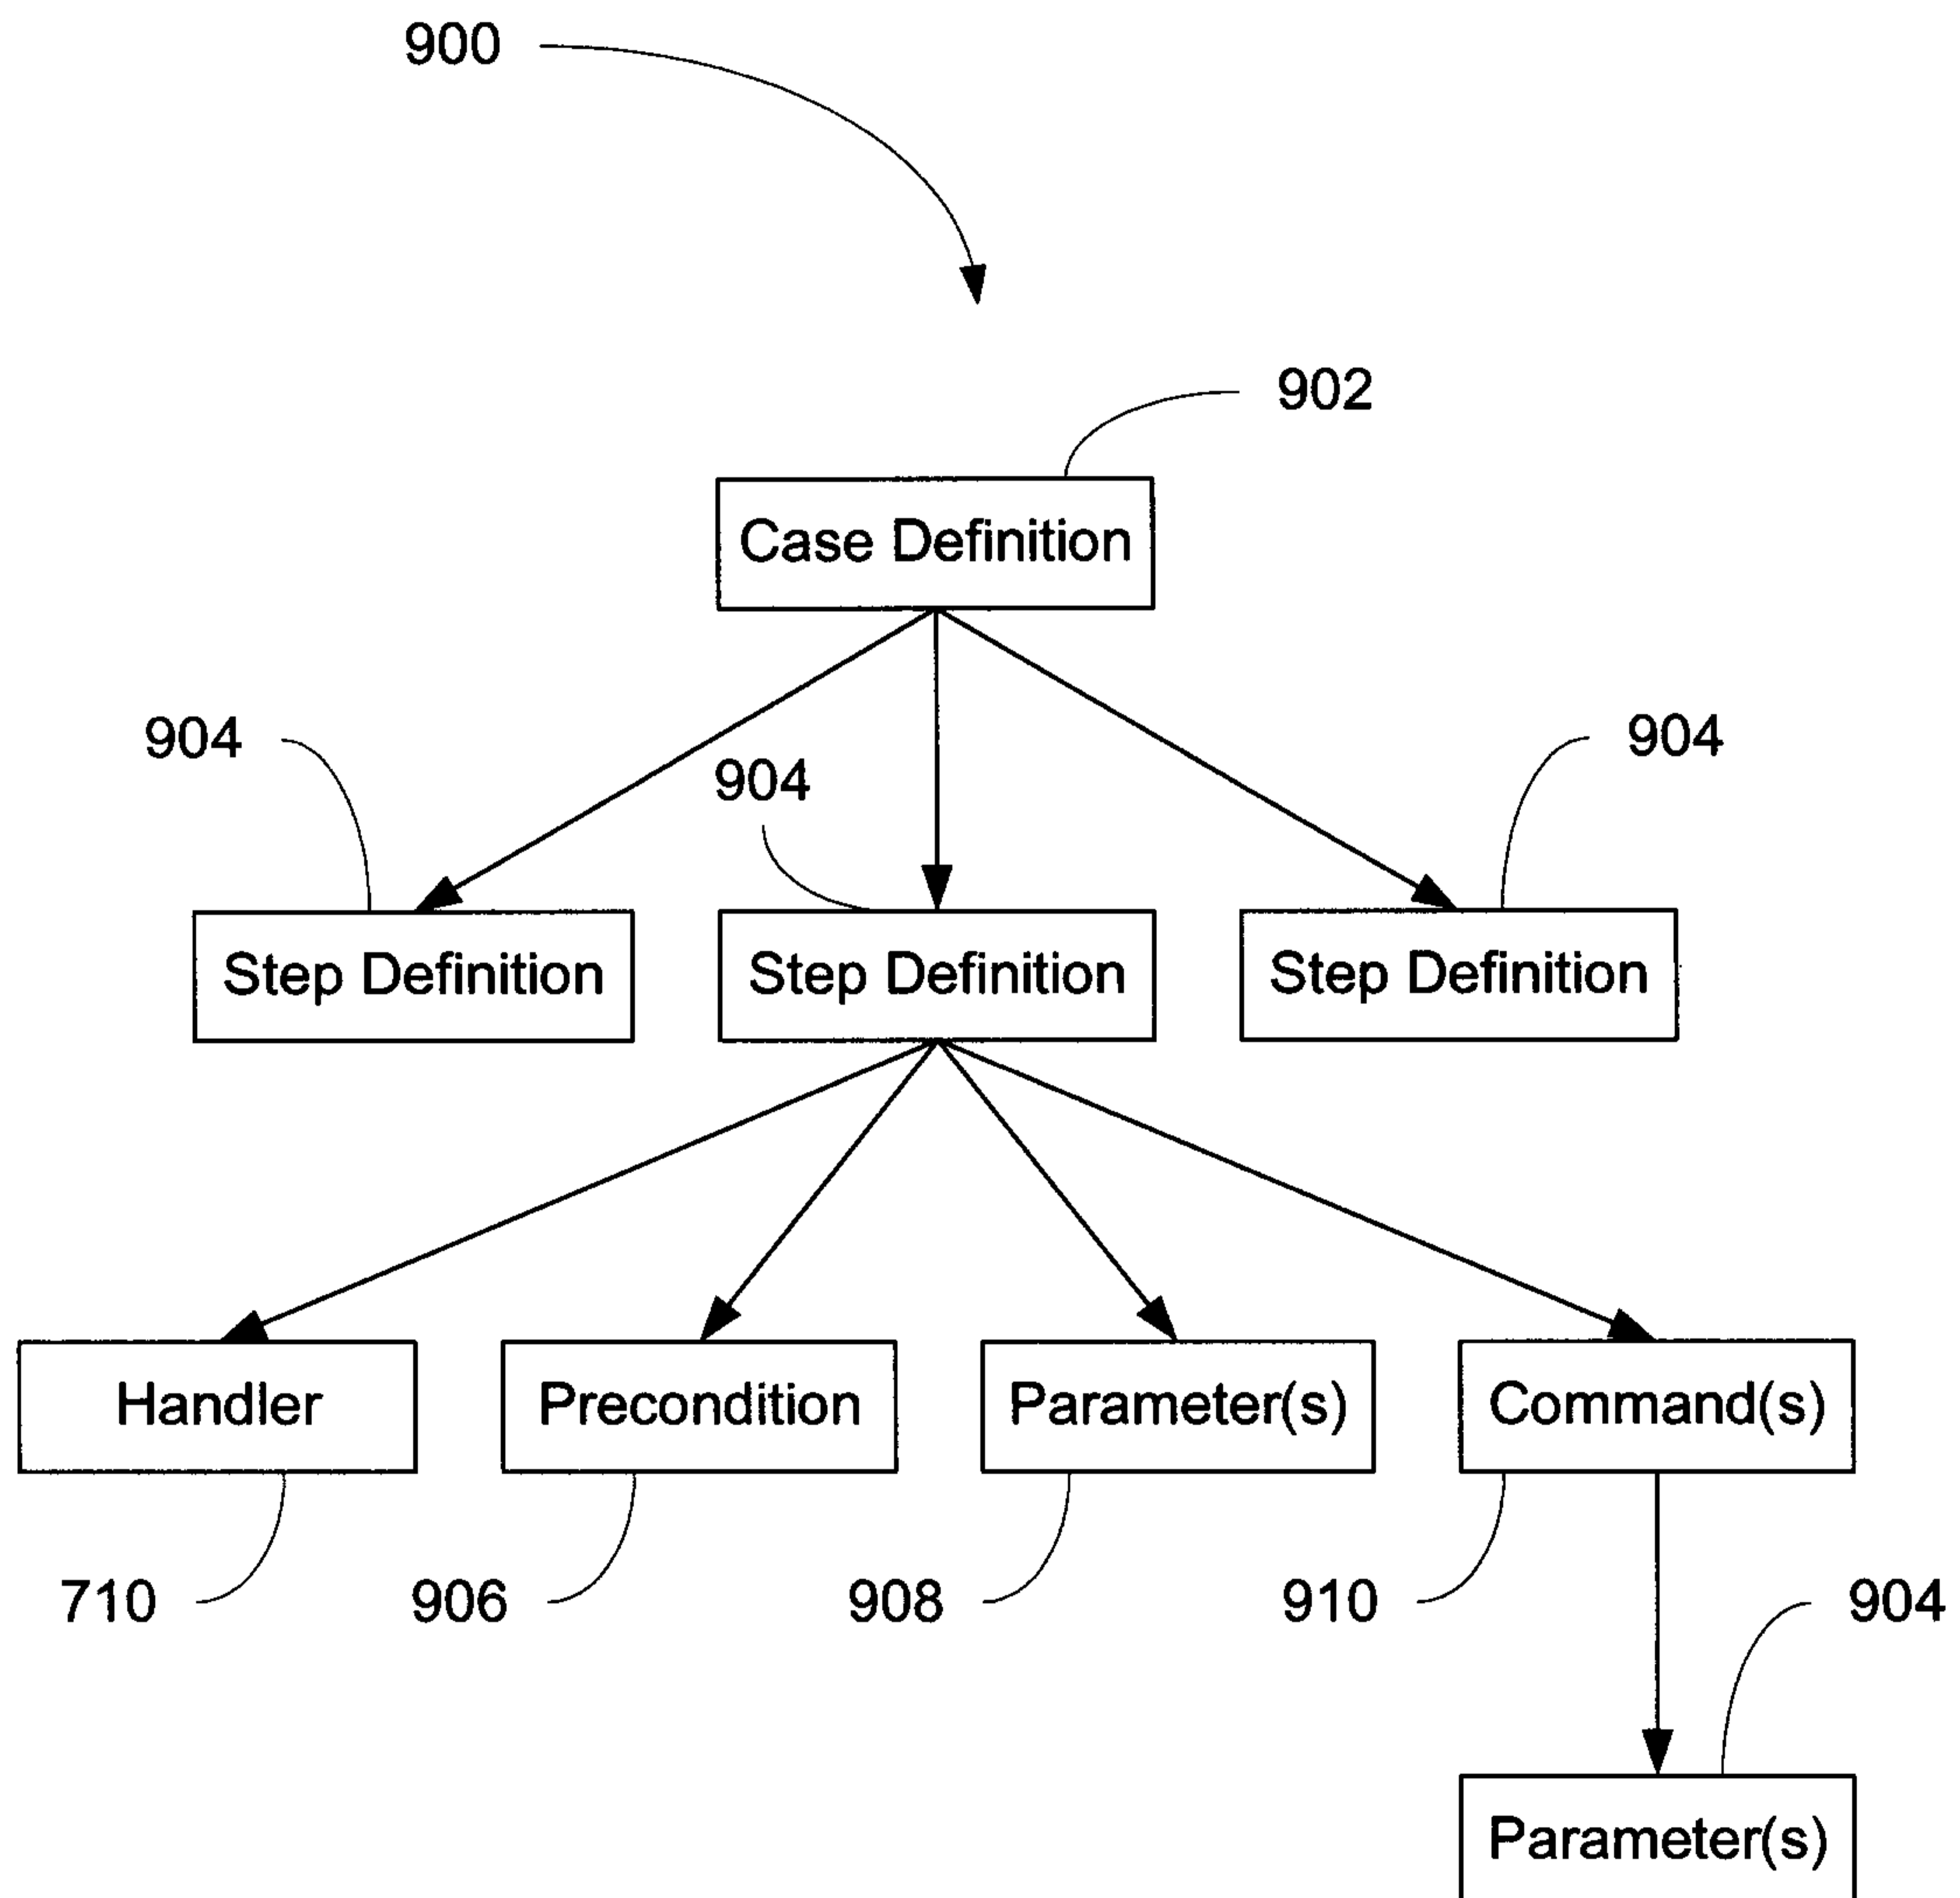 900
902
Case Definition
904
904
904
Step Definition
Step Definition
Step Definition
Handler
Precondition
Parameter(s)
Command(s)
710
906
908
910
904
Parameter(s)